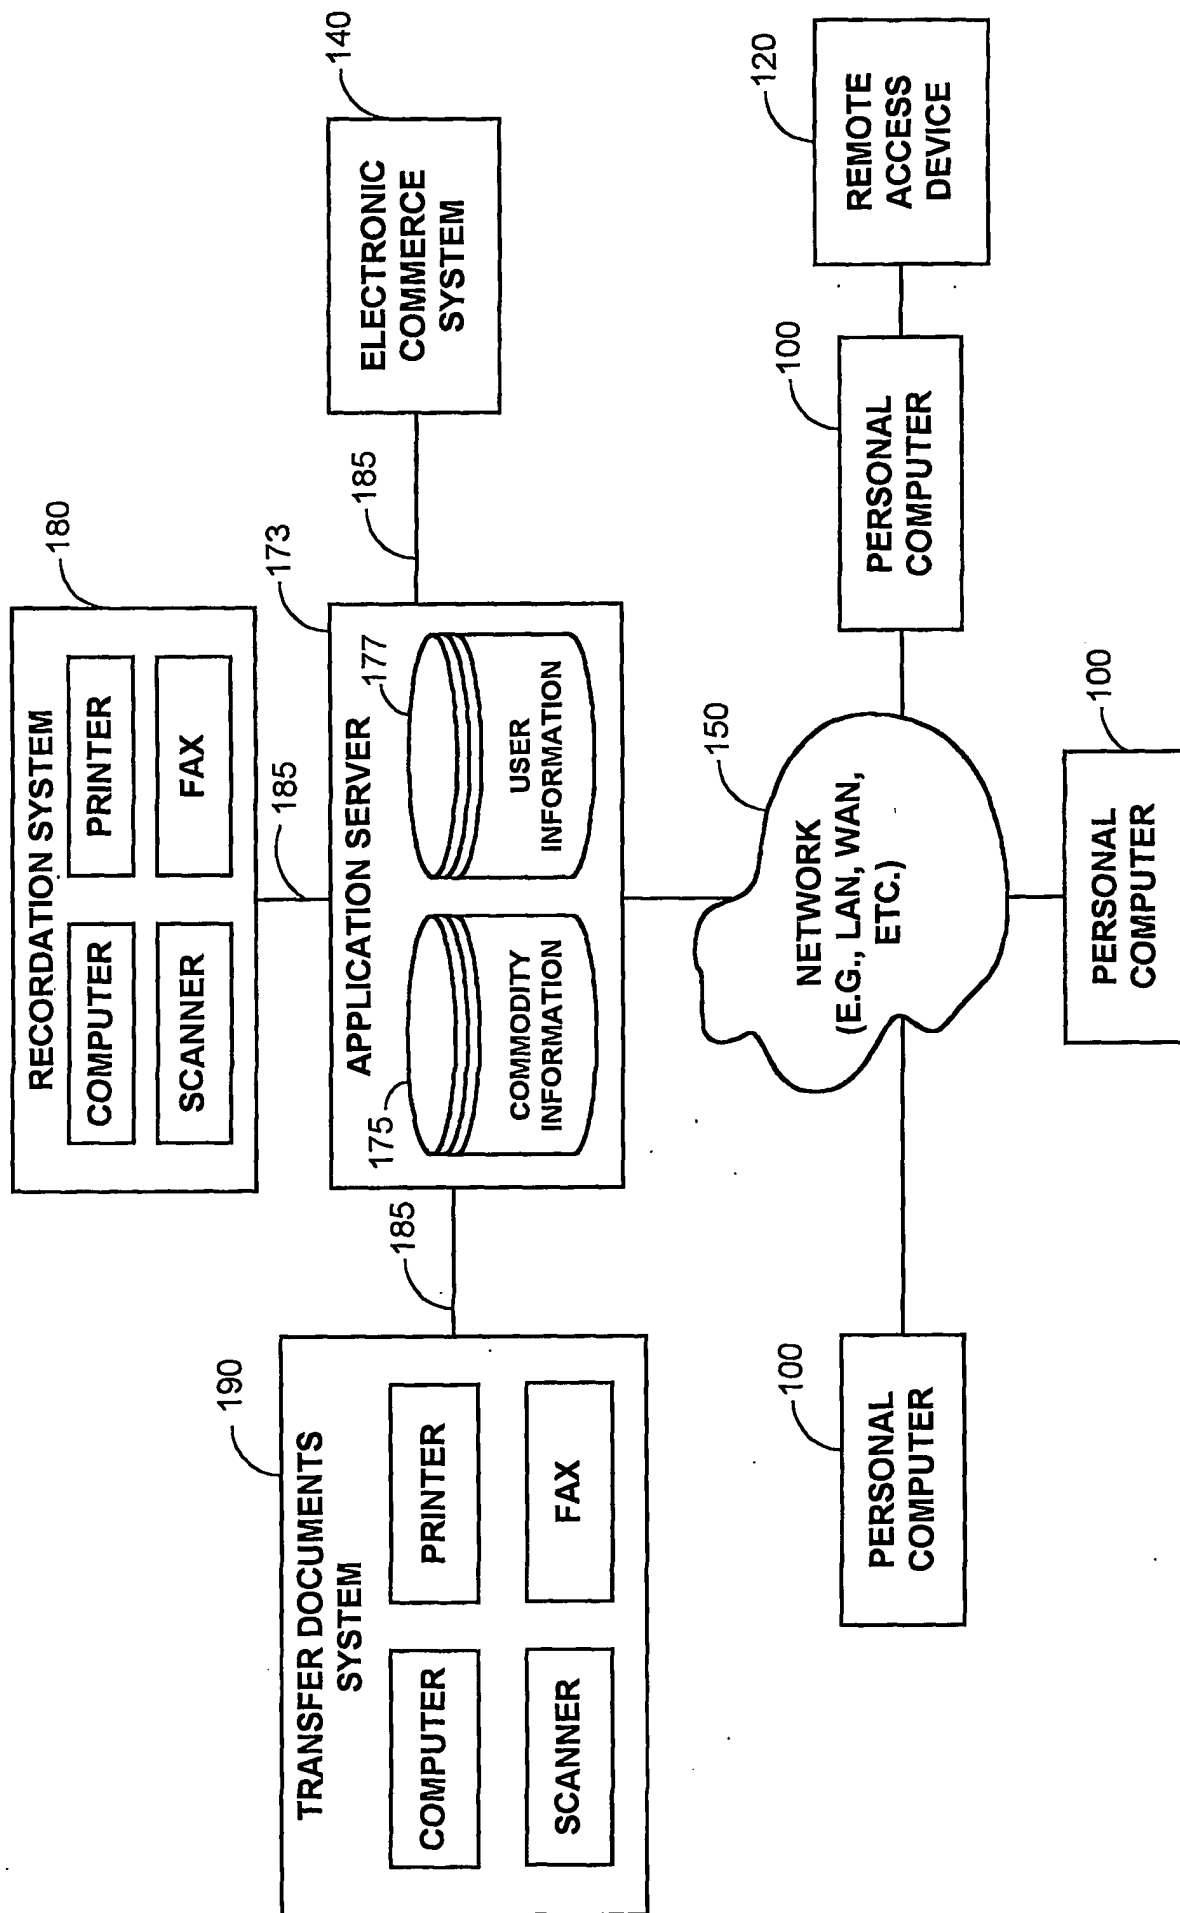 RECORDATION SYSTEM
180
COMPUTER
PRINTER
SCANNER
FAX
185
TRANSFER DOCUMENTS
SYSTEM
190
COMPUTER
PRINTER
SCANNER
FAX
185
APPLICATION SERVER
173
175
COMMODITY
INFORMATION
177
USER
INFORMATION
185
ELECTRONIC
COMMERCE
SYSTEM
140
NETWORK
(E.G., LAN, WAN,
ETC.)
150
PERSONAL
COMPUTER
100
PERSONAL
COMPUTER
100
PERSONAL
COMPUTER
100
REMOTE
ACCESS
DEVICE
120